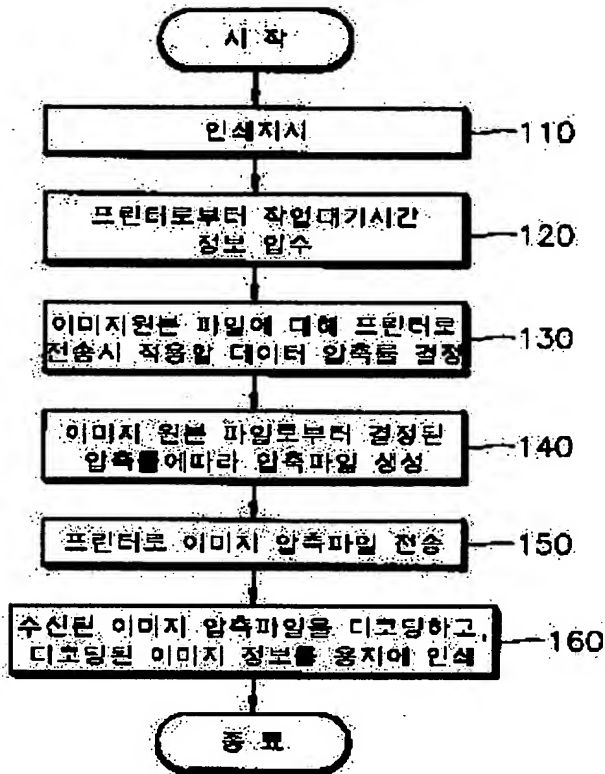 시 작
인쇄지시
110
프린터로부터 작업대기시간
정보 입수
120
이미지원본 파일에 대해 프린터로
전송시 적용할 데이터 압축률 결정
130
이미지 원본 파일로부터 결정된
압축률에따라 압축파일 생성
140
프린터로 이미지 압축파일 전송
150
수신된 이미지 압축파일을 디코딩하고,
디코딩된 이미지 정보를 용지에 인쇄
160
종 료